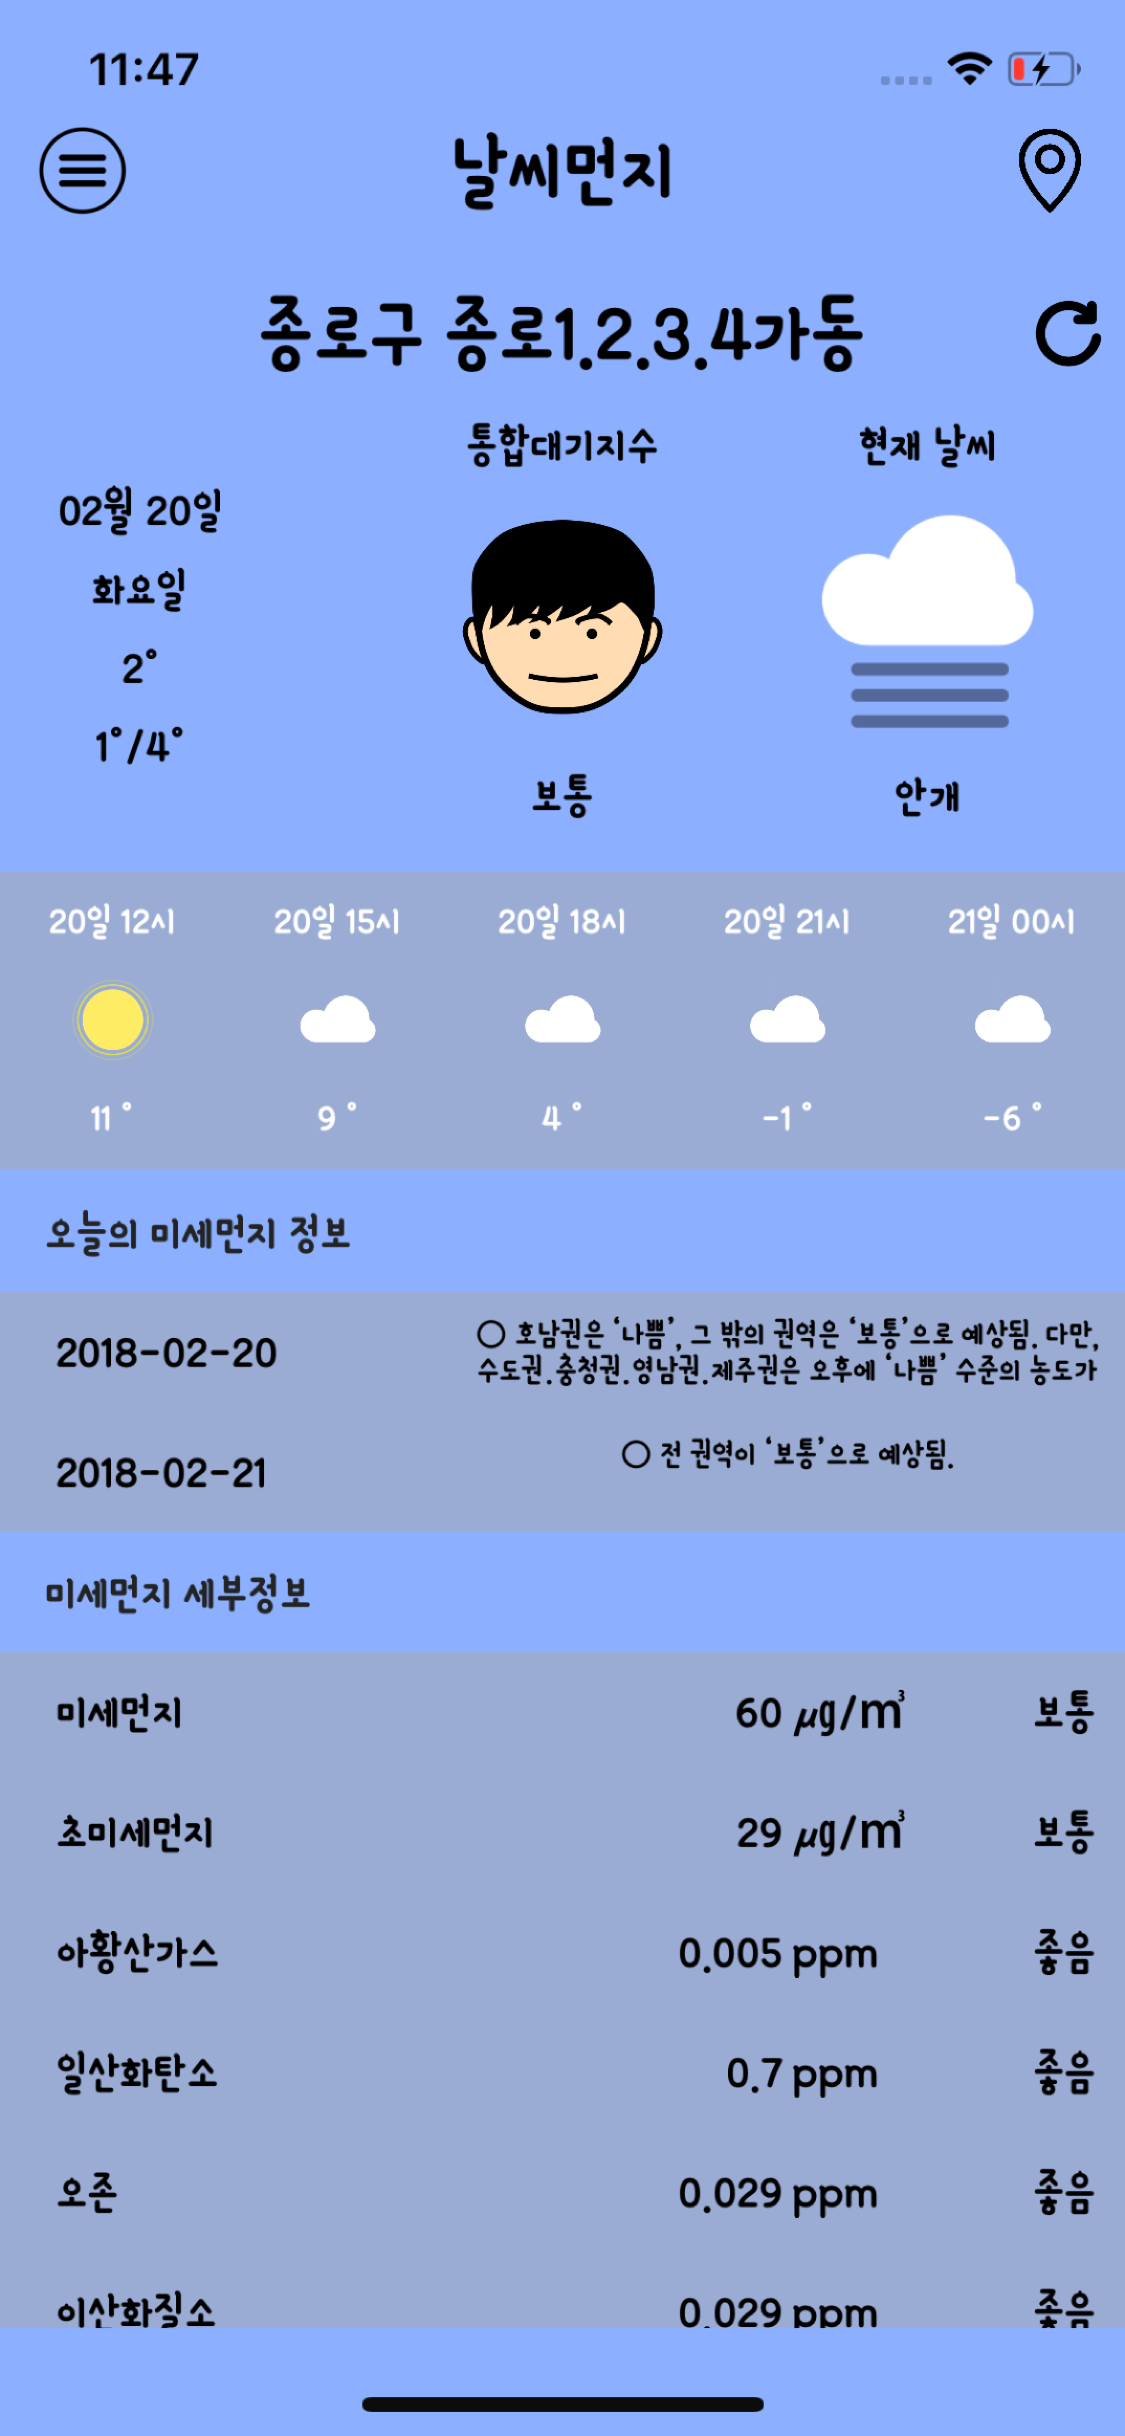 11:47
날씨먼지
종로구 종로1.2.3.4가동
통합대기지수
현재 날씨
02월 20일
화요일
2°
1°/4°
보통
안개
20일 12시 20일 15시 20일 18시 20일 21시 21일 00시
11 ° 9 ° 4 ° -1 ° -6 °
오늘의 미세먼지 정보
2018-02-20
○ 호남권은 ‘나쁨’, 그 밖의 권역은 ‘보통’으로 예상됨. 다만,
수도권.충청권.영남권.제주권은 오후에 ‘나쁨’ 수준의 농도가
2018-02-21
○ 전 권역이 ‘보통’으로 예상됨.
미세먼지 세부정보
미세먼지 60 ㎍/㎥ 보통
초미세먼지 29 ㎍/㎥ 보통
아황산가스 0.005 ppm 좋음
일산화탄소 0.7 ppm 좋음
오존 0.029 ppm 좋음
이산화질소 0.029 ppm 좋음